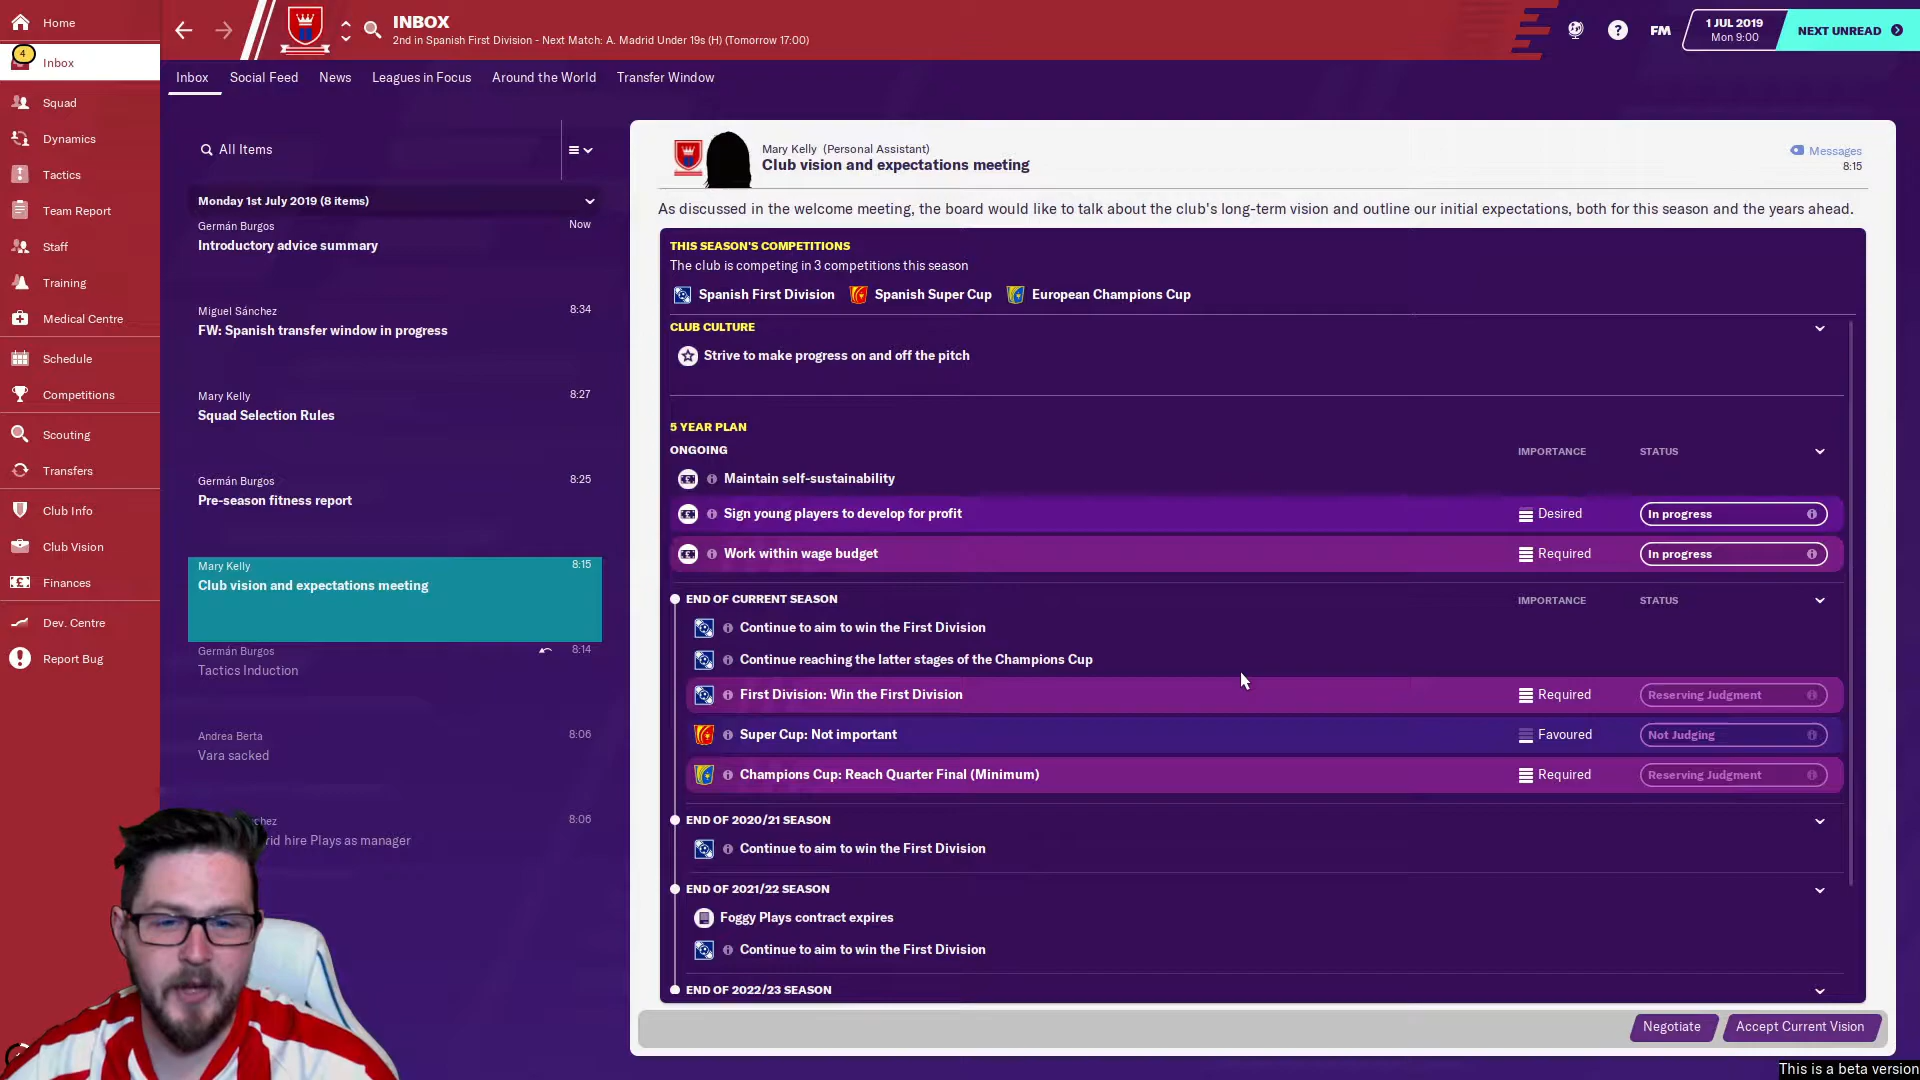 Home
INBOX
2nd in Spanish First Division - Next Match: A. Madrid Under 19s (H) (Tomorrow 17:00)
?
FM
1 JUL 2019
Mon 9:00
NEXT UNREAD
4
Inbox
Squad
Dynamics
Tactics
Team Report
Staff
Training
Medical Centre
Schedule
Competitions
Scouting
Transfers
Club Info
Club Vision
Finances
Dev. Centre
Report Bug
Inbox Social Feed News Leagues in Focus Around the World Transfer Window
All Items
Monday 1st July 2019 (8 items)
Germán Burgos Now
Introductory advice summary
Miguel Sánchez 8:34
FW: Spanish transfer window in progress
Mary Kelly 8:27
Squad Selection Rules
Germán Burgos 8:25
Pre-season fitness report
Mary Kelly 8:15
Club vision and expectations meeting
Germán Burgos 8:14
Tactics Induction
Andrea Berta 8:06
Vara sacked
chez 8:06
rid hire Plays as manager
Mary Kelly (Personal Assistant)
Club vision and expectations meeting
Messages
8:15
As discussed in the welcome meeting, the board would like to talk about the club's long-term vision and outline our initial expectations, both for this season and the years ahead.
THIS SEASON'S COMPETITIONS
The club is competing in 3 competitions this season
Spanish First Division Spanish Super Cup European Champions Cup
CLUB CULTURE
Strive to make progress on and off the pitch
5 YEAR PLAN
ONGOING IMPORTANCE STATUS
Maintain self-sustainability
Sign young players to develop for profit Desired In progress
Work within wage budget Required In progress
END OF CURRENT SEASON IMPORTANCE STATUS
Continue to aim to win the First Division
Continue reaching the latter stages of the Champions Cup
First Division: Win the First Division Required Reserving Judgment
Super Cup: Not important Favoured Not Judging
Champions Cup: Reach Quarter Final (Minimum) Required Reserving Judgment
END OF 2020/21 SEASON
Continue to aim to win the First Division
END OF 2021/22 SEASON
Foggy Plays contract expires
Continue to aim to win the First Division
END OF 2022/23 SEASON
Negotiate Accept Current Vision
This is a beta version